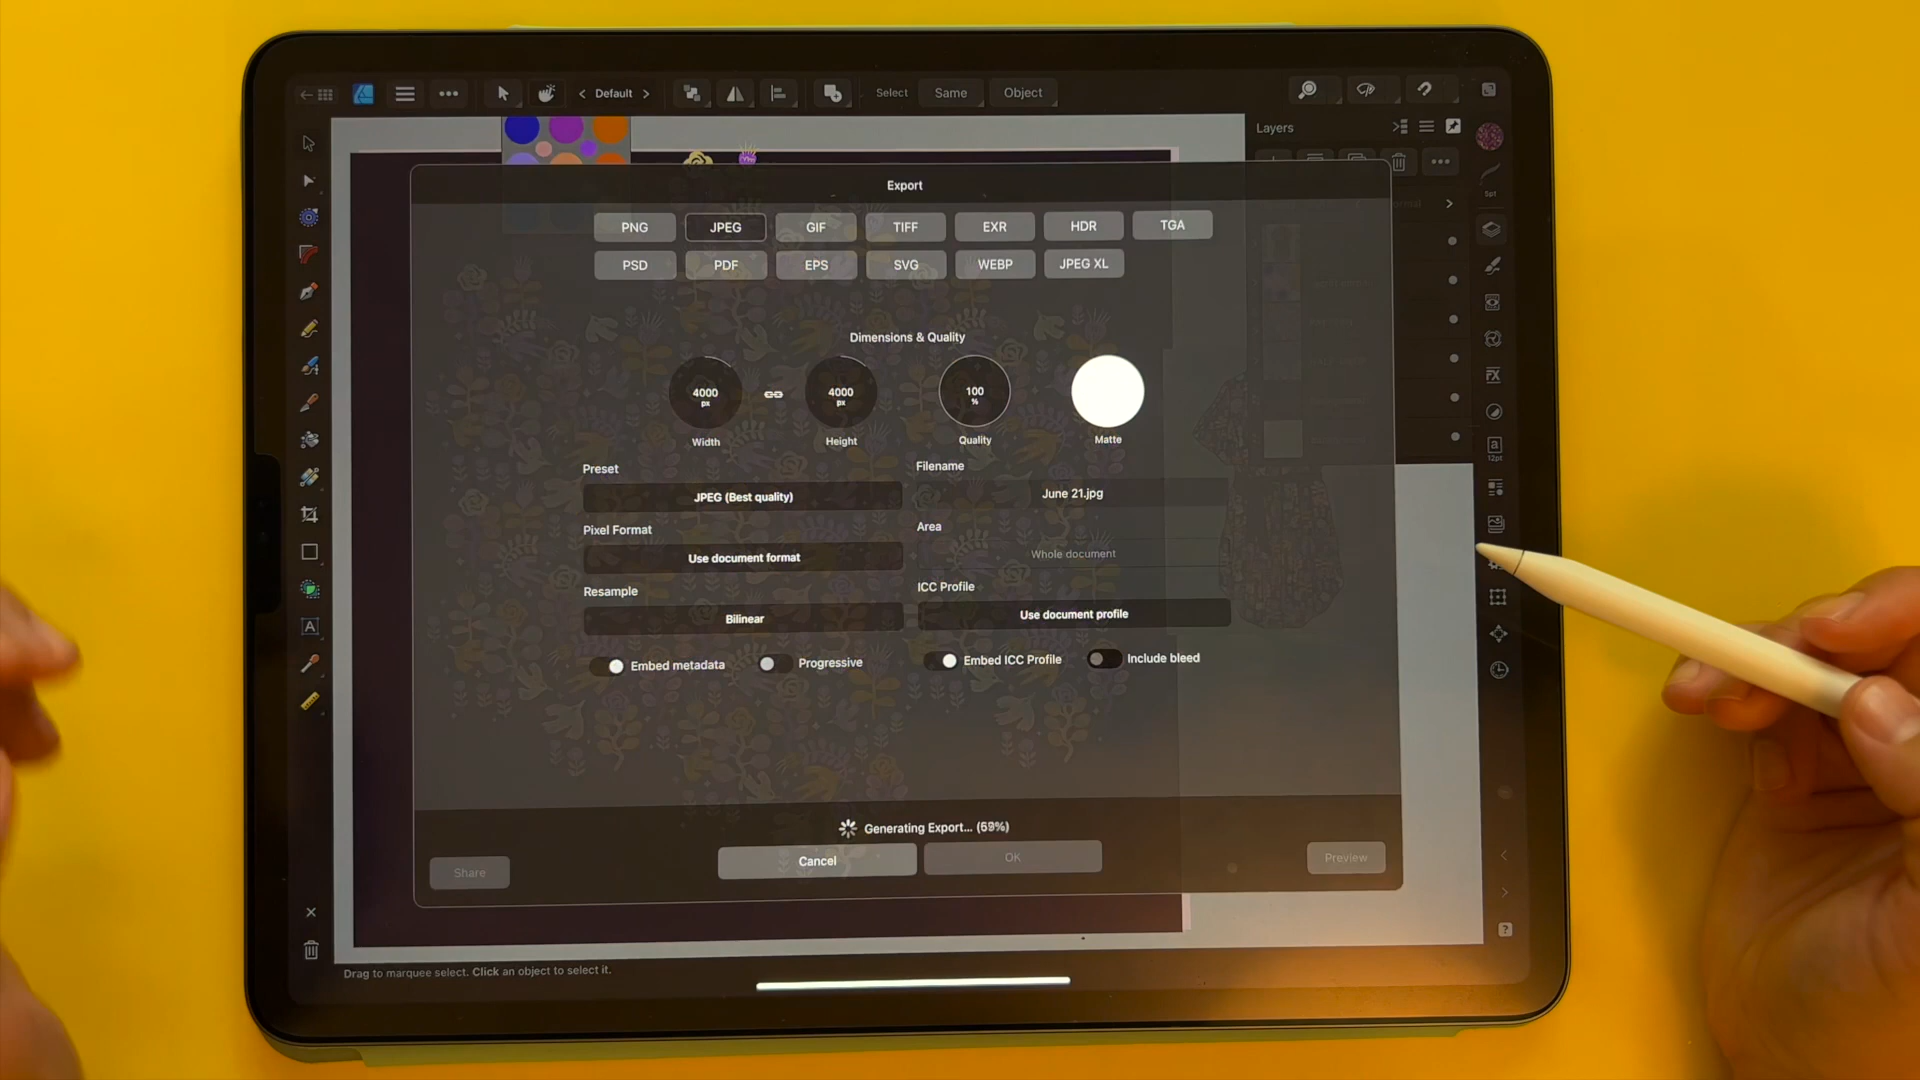 Default
Select
Same
Object
Layers
5pt
Export
PNG
JPEG
GIF
TIFF
EXR
HDR
TGA
PSD
PDF
EPS
SVG
WEBP
JPEG XL
Dimensions & Quality
4000
px
4000
px
100
%
Width
Height
Quality
Matte
Preset
Filename
JPEG (Best quality)
June 21.jpg
Pixel Format
Area
Use document format
Whole document
Resample
ICC Profile
Bilinear
Use document profile
Embed metadata
Progressive
Embed ICC Profile
Include bleed
FX
a
12pt
A
Generating Export... (69%)
Share
Cancel
OK
Preview
?
Drag to marquee select. Click an object to select it.